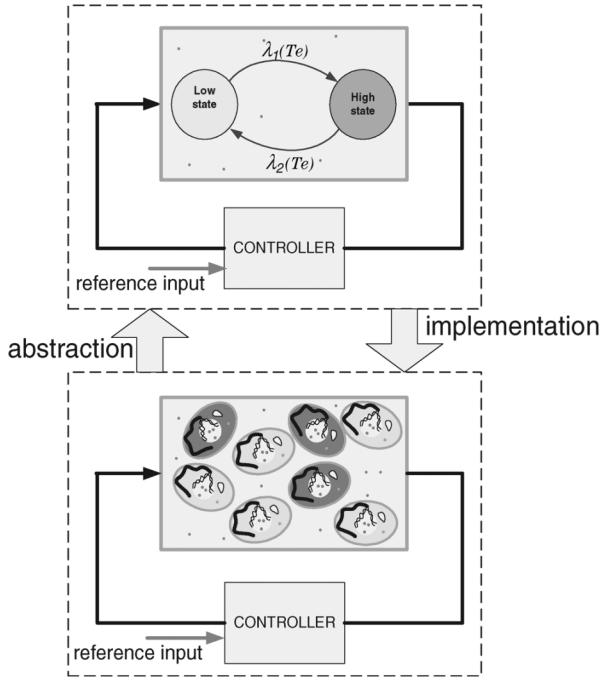 λ1(Te)
Low
state
High
state
λ2(Te)
CONTROLLER
reference input
abstraction
implementation
CONTROLLER
reference input